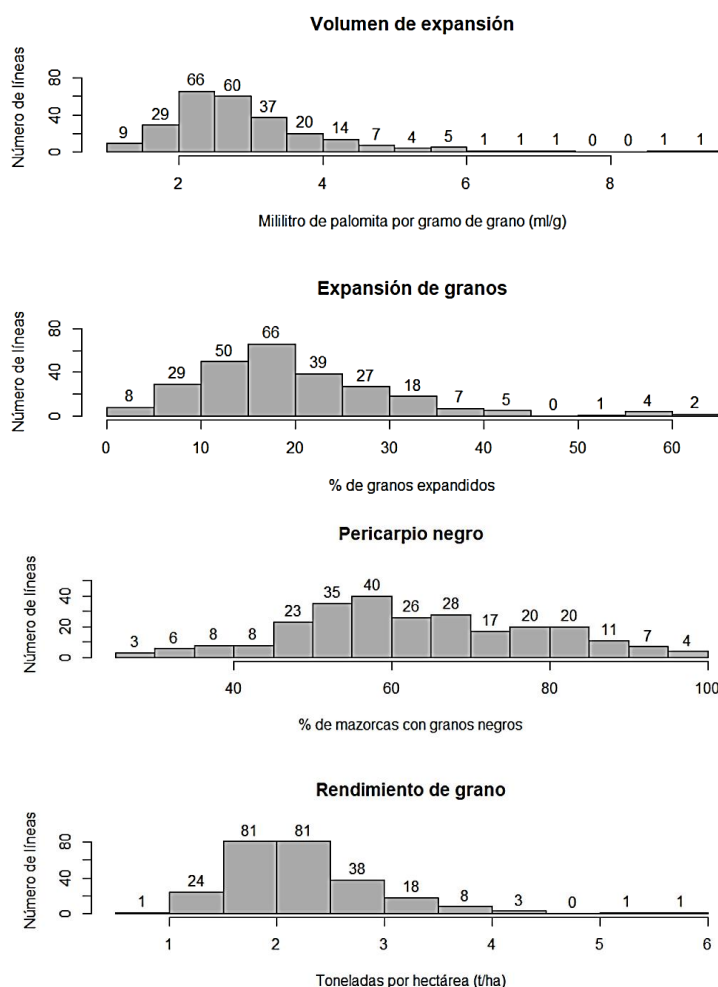 Volumen de expansión
Número de líneas
0 40 80
9 29 66 60 37 20 14 7 4 5 1 1 1 0 0 1 1
2 4 6 8
Mililitro de palomita por gramo de grano (ml/g)
Expansión de granos
Número de líneas
0 40 80
8 29 50 66 39 27 18 7 5 0 1 4 2
0 10 20 30 40 50 60
% de granos expandidos
Pericarpio negro
Número de líneas
0 20 40
3 6 8 8 23 35 40 26 28 17 20 20 11 7 4
40 60 80 100
% de mazorcas con granos negros
Rendimiento de grano
Número de líneas
0 40 80
1 24 81 81 38 18 8 3 0 1 1
1 2 3 4 5 6
Toneladas por hectárea (t/ha)